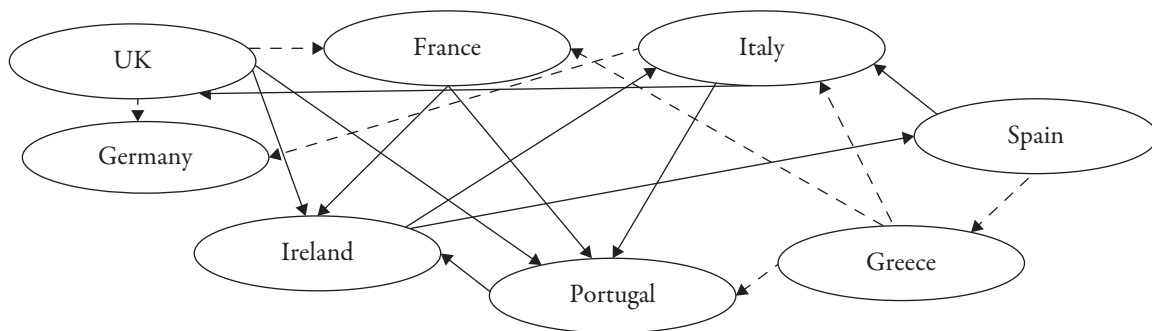 UK
France
Italy
Germany
Spain
Ireland
Portugal
Greece